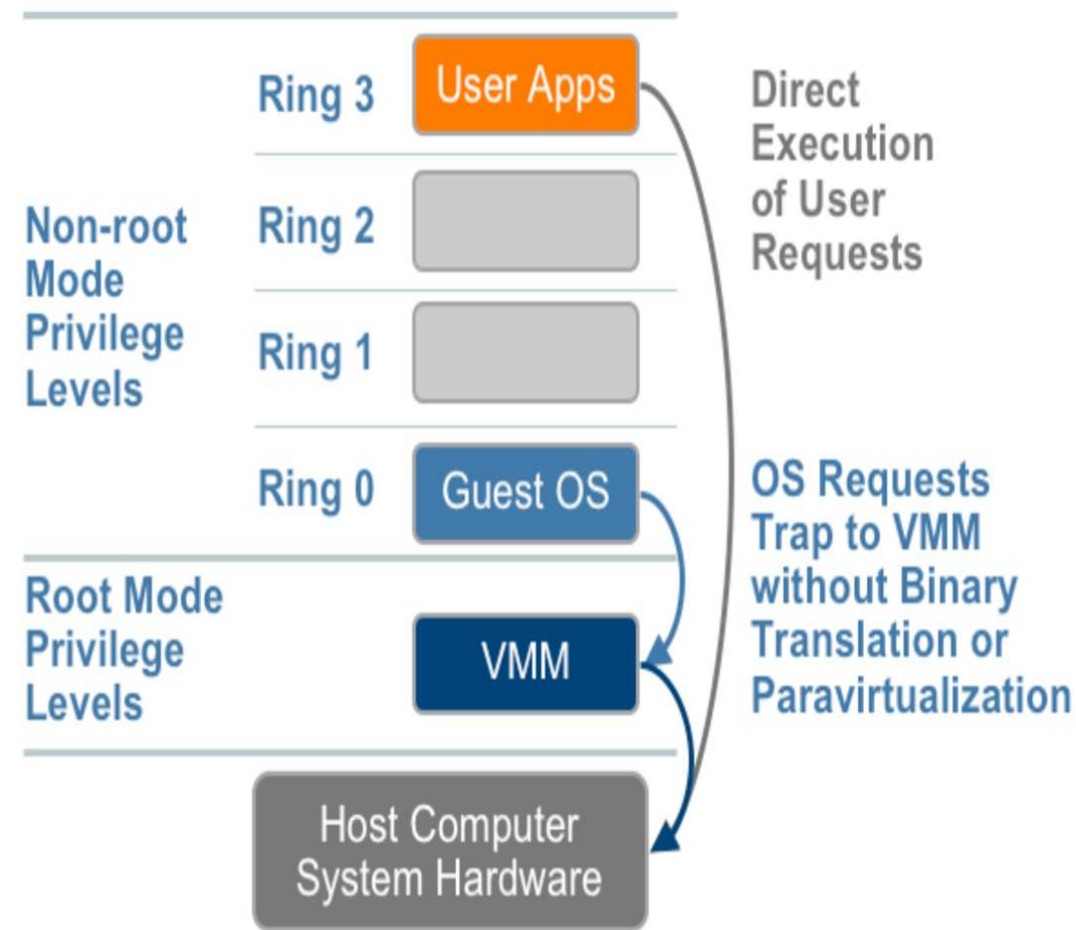 Ring 3
User Apps
Direct
Execution
of User
Requests
Non-root
Mode
Privilege
Levels
Ring 2
Ring 1
Ring 0
Guest OS
OS Requests
Trap to VMM
without Binary
Translation or
Paravirtualization
Root Mode
Privilege
Levels
VMM
Host Computer
System Hardware